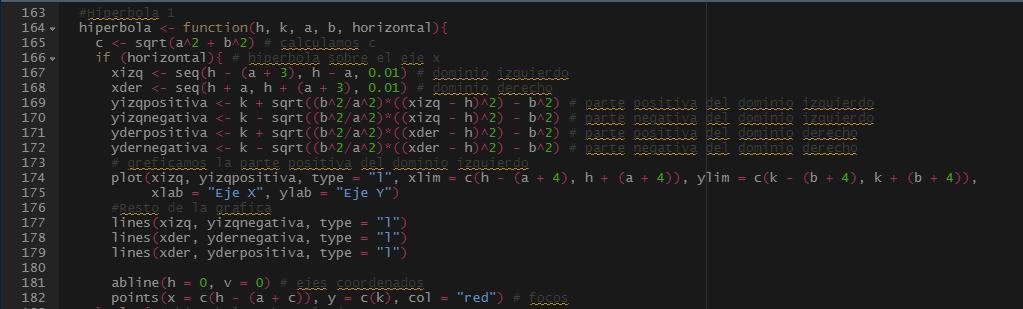 163 #Hiperbola 1
164 hiperbola <- function(h, k, a, b, horizontal){
165 c <- sqrt(a^2 + b^2) # calculamos c
166 if (horizontal){ # hiperbola sobre el eje x
167 xizq <- seq(h - (a + 3), h - a, 0.01) # dominio izquierdo
168 xder <- seq(h + a, h + (a + 3), 0.01) # dominio derecho
169 yizqpositiva <- k + sqrt((b^2/a^2)*((xizq - h)^2) - b^2) # parte positiva del dominio izquierdo
170 yizqnegativa <- k - sqrt((b^2/a^2)*((xizq - h)^2) - b^2) # parte negativa del dominio izquierdo
171 yderpositiva <- k + sqrt((b^2/a^2)*((xder - h)^2) - b^2) # parte positiva del dominio derecho
172 ydernegativa <- k - sqrt((b^2/a^2)*((xder - h)^2) - b^2) # parte negativa del dominio derecho
173 # greficamos la parte positiva del dominio izquierdo
174 plot(xizq, yizqpositiva, type = "l", xlim = c(h - (a + 4), h + (a + 4)), ylim = c(k - (b + 4), k + (b + 4)),
175 xlab = "Eje X", ylab = "Eje Y")
176 #Resto de la grafica
177 lines(xizq, yizqnegativa, type = "l")
178 lines(xder, ydernegativa, type = "l")
179 lines(xder, yderpositiva, type = "l")
180
181 abline(h = 0, v = 0) # ejes coordenados
182 points(x = c(h - (a + c)), y = c(k), col = "red") # focos